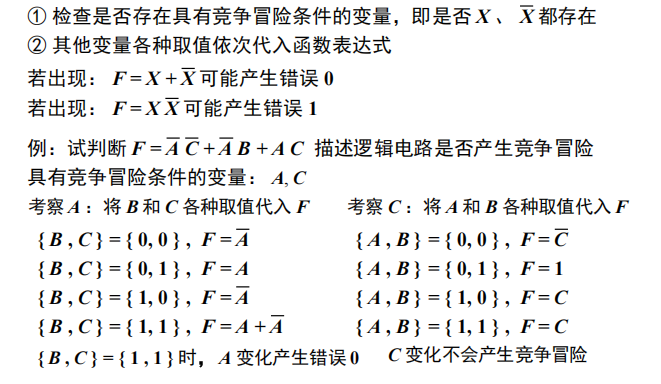 ① 检查是否存在具有竞争冒险条件的变量，即是否 X 、 X̅ 都存在
② 其他变量各种取值依次代入函数表达式
若出现： F = X + X̅ 可能产生错误 0
若出现： F = X X̅ 可能产生错误 1
例：试判断 F = A̅ C̅ + A̅ B + A C 描述逻辑电路是否产生竞争冒险
具有竞争冒险条件的变量： A, C
考察 A ：将 B 和 C 各种取值代入 F
{ B , C } = { 0, 0 } , F = A̅
{ B , C } = { 0, 1 } , F = A
{ B , C } = { 1, 0 } , F = A̅
{ B , C } = { 1, 1 } , F = A + A̅
{ B , C } = { 1 , 1 } 时，A 变化产生错误 0
考察 C ：将 A 和 B 各种取值代入 F
{ A , B } = { 0, 0 } , F = C̅
{ A , B } = { 0, 1 } , F = 1
{ A , B } = { 1, 0 } , F = C
{ A , B } = { 1, 1 } , F = C
C 变化不会产生竞争冒险